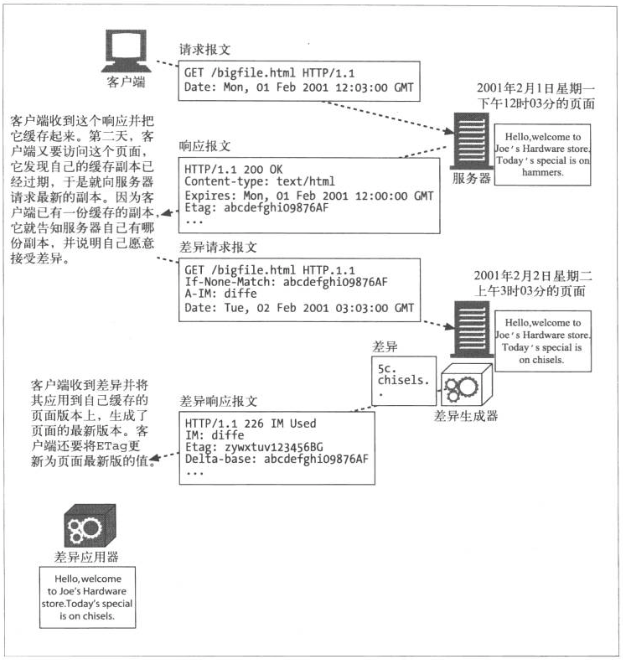 请求报文
GET /bigfile.html HTTP/1.1
Date: Mon, 01 Feb 2001 12:03:00 GMT
客户端
2001年2月1日星期一
下午12时03分的页面
Hello,welcome to
Joe's Hardware store.
Today's special is on
hammers.
服务器
客户端收到这个响应并把
它缓存起来。第二天，客
户端又要访问这个页面，
它发现自己的缓存副本已
经过期，于是就向服务器
请求最新的副本。因为客
户端已有一份缓存的副本，
它就告知服务器自己有哪
份副本，并说明自己愿意
接受差异。
响应报文
HTTP/1.1 200 OK
Content-type: text/html
Expires: Mon, 01 Feb 2001 12:00:00 GMT
Etag: abcdefghi09876AF
...
差异请求报文
GET /bigfile.html HTTP.1.1
If-None-Match: abcdefghi09876AF
A-IM: diffe
Date: Tue, 02 Feb 2001 03:03:00 GMT
2001年2月2日星期二
上午3时03分的页面
Hello,welcome to
Joe's Hardware store.
Today's special is
on chisels.
差异
5c.
chisels.
.
差异生成器
客户端收到差异并将
其应用到自己缓存的
页面版本上，生成了
页面的最新版本。客
户端还要将ETag更
新为页面最新版的值。
差异响应报文
HTTP/1.1 226 IM Used
IM: diffe
Etag: zywxtuv123456BG
Delta-base: abcdefghi09876AF
...
差异应用器
Hello,welcome
to Joe's Hardware
store.Today's special
is on chisels.